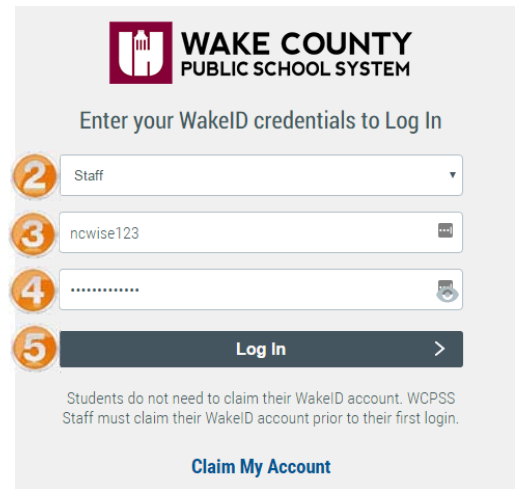 WAKE COUNTY
PUBLIC SCHOOL SYSTEM
Enter your WakeID credentials to Log In
2 Staff
3 ncwise123
4 •••••••••••••
5 Log In
Students do not need to claim their WakeID account. WCPSS
Staff must claim their WakeID account prior to their first login.
Claim My Account